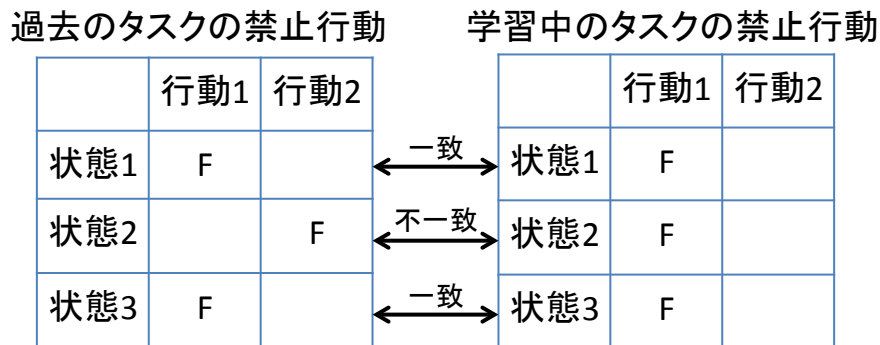 過去のタスクの禁止行動
学習中のタスクの禁止行動
行動1 行動2
行動1 行動2
状態1 F
一致
状態1 F
状態2 F
不一致
状態2 F
状態3 F
一致
状態3 F